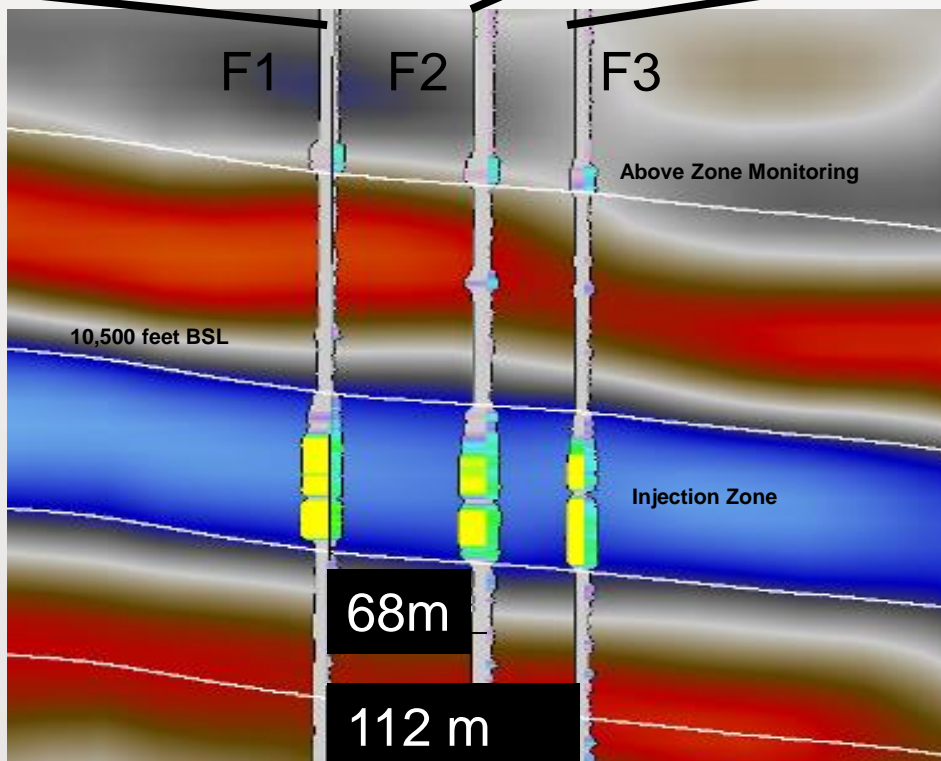 F1
F2
F3
Above Zone Monitoring
10,500 feet BSL
Injection Zone
68m
112 m